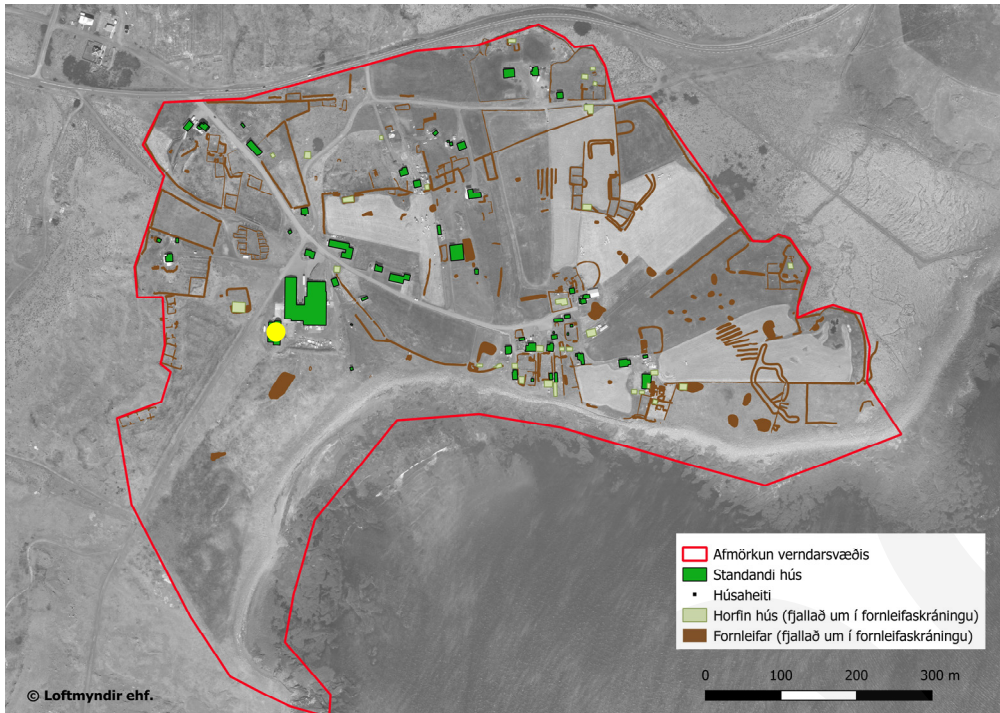 Afmörkun verndarsvæðis
Standandi hús
Húsaheiti
Horfin hús (fjallað um í fornleifaskráningu)
Fornleifar (fjallað um í fornleifaskráningu)
0 100 200 300 m
© Loftmyndir ehf.